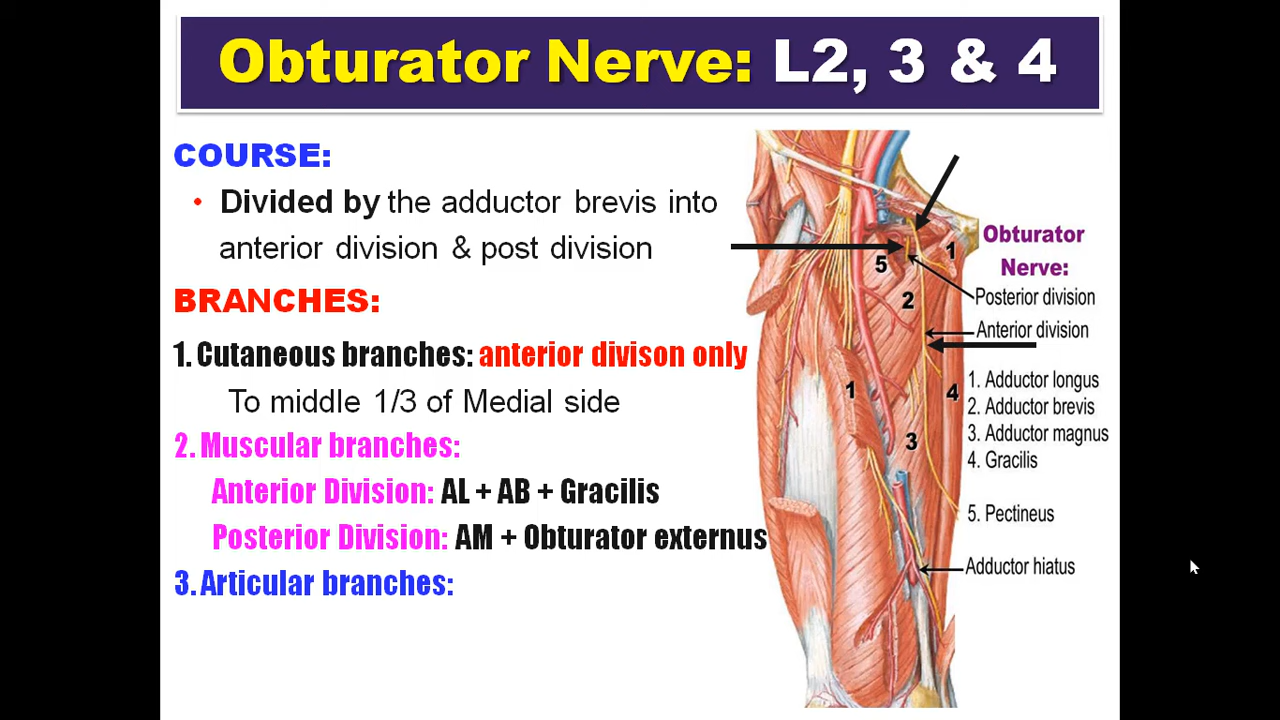 Obturator Nerve: L2, 3 & 4
COURSE:
• Divided by the adductor brevis into
anterior division & post division
BRANCHES:
1. Cutaneous branches: anterior divison only
To middle 1/3 of Medial side
2. Muscular branches:
Anterior Division: AL + AB + Gracilis
Posterior Division: AM + Obturator externus
3. Articular branches:
Obturator
Nerve:
Posterior division
Anterior division
1. Adductor longus
2. Adductor brevis
3. Adductor magnus
4. Gracilis
5. Pectineus
Adductor hiatus
1
5
2
1
4
3